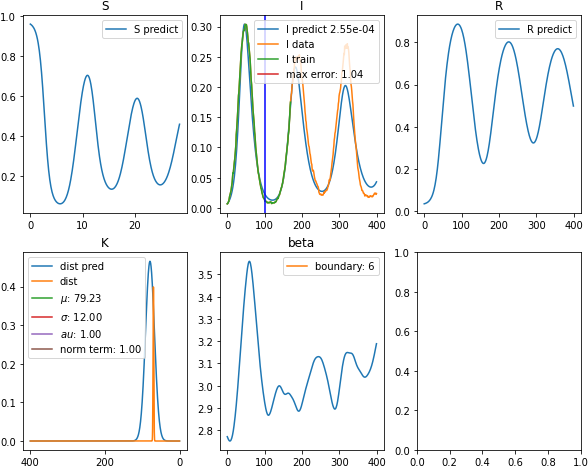 S
I
R
S predict
I predict 2.55e-04
I data
I train
max error: 1.04
R predict
1.0
0.8
0.6
0.4
0.2
0 10 20
0.30
0.25
0.20
0.15
0.10
0.05
0.00
0 100 200 300 400
0.8
0.6
0.4
0.2
0.0
0 100 200 300 400
K
beta
dist pred
dist
μ: 79.23
σ: 12.00
au: 1.00
norm term: 1.00
boundary: 6
0.4
0.3
0.2
0.1
0.0
400 200 0
3.5
3.4
3.3
3.2
3.1
3.0
2.9
2.8
0 100 200 300 400
1.0
0.8
0.6
0.4
0.2
0.0
0.0 0.2 0.4 0.6 0.8 1.0